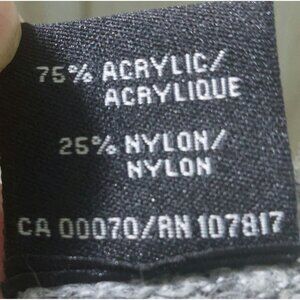 75% ACRYLIC/
ACRYLIQUE
25% NYLON/
NYLON
CA 00070/RN 107817